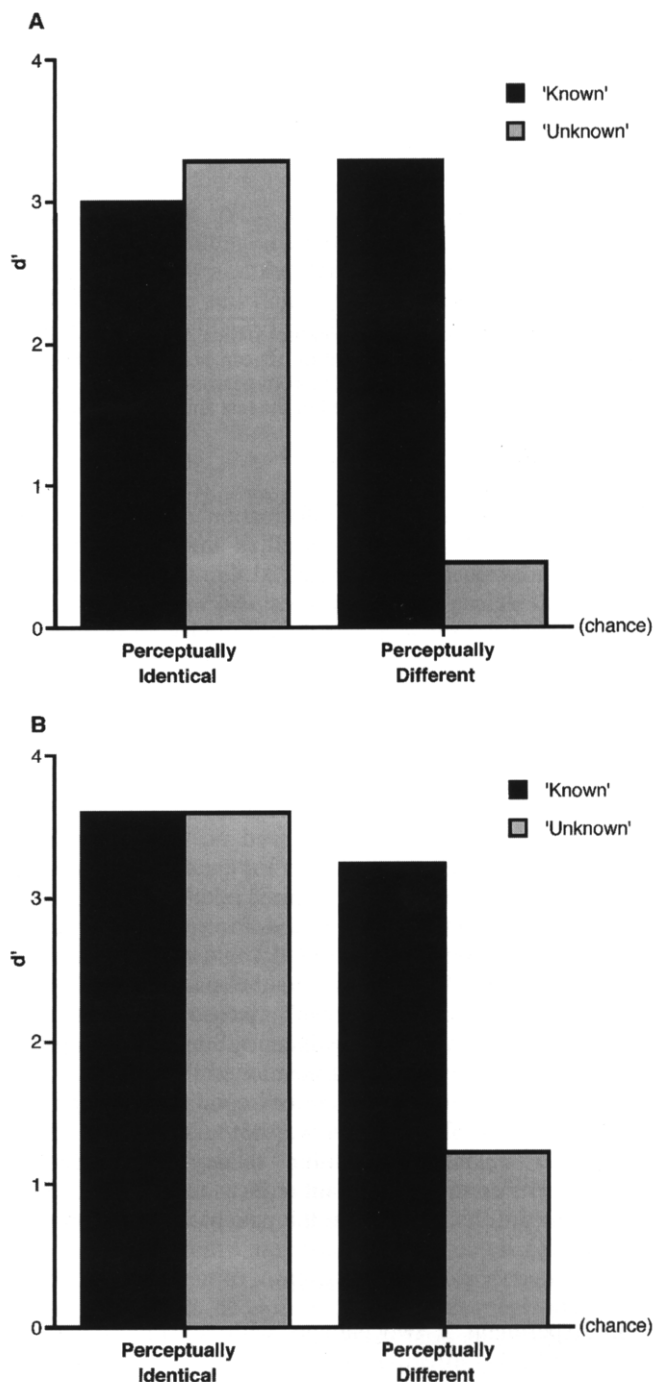 A
4
'Known'
'Unknown'
3
d'
2
1
0
(chance)
Perceptually
Identical
Perceptually
Different
B
4
'Known'
'Unknown'
3
d'
2
1
0
(chance)
Perceptually
Identical
Perceptually
Different